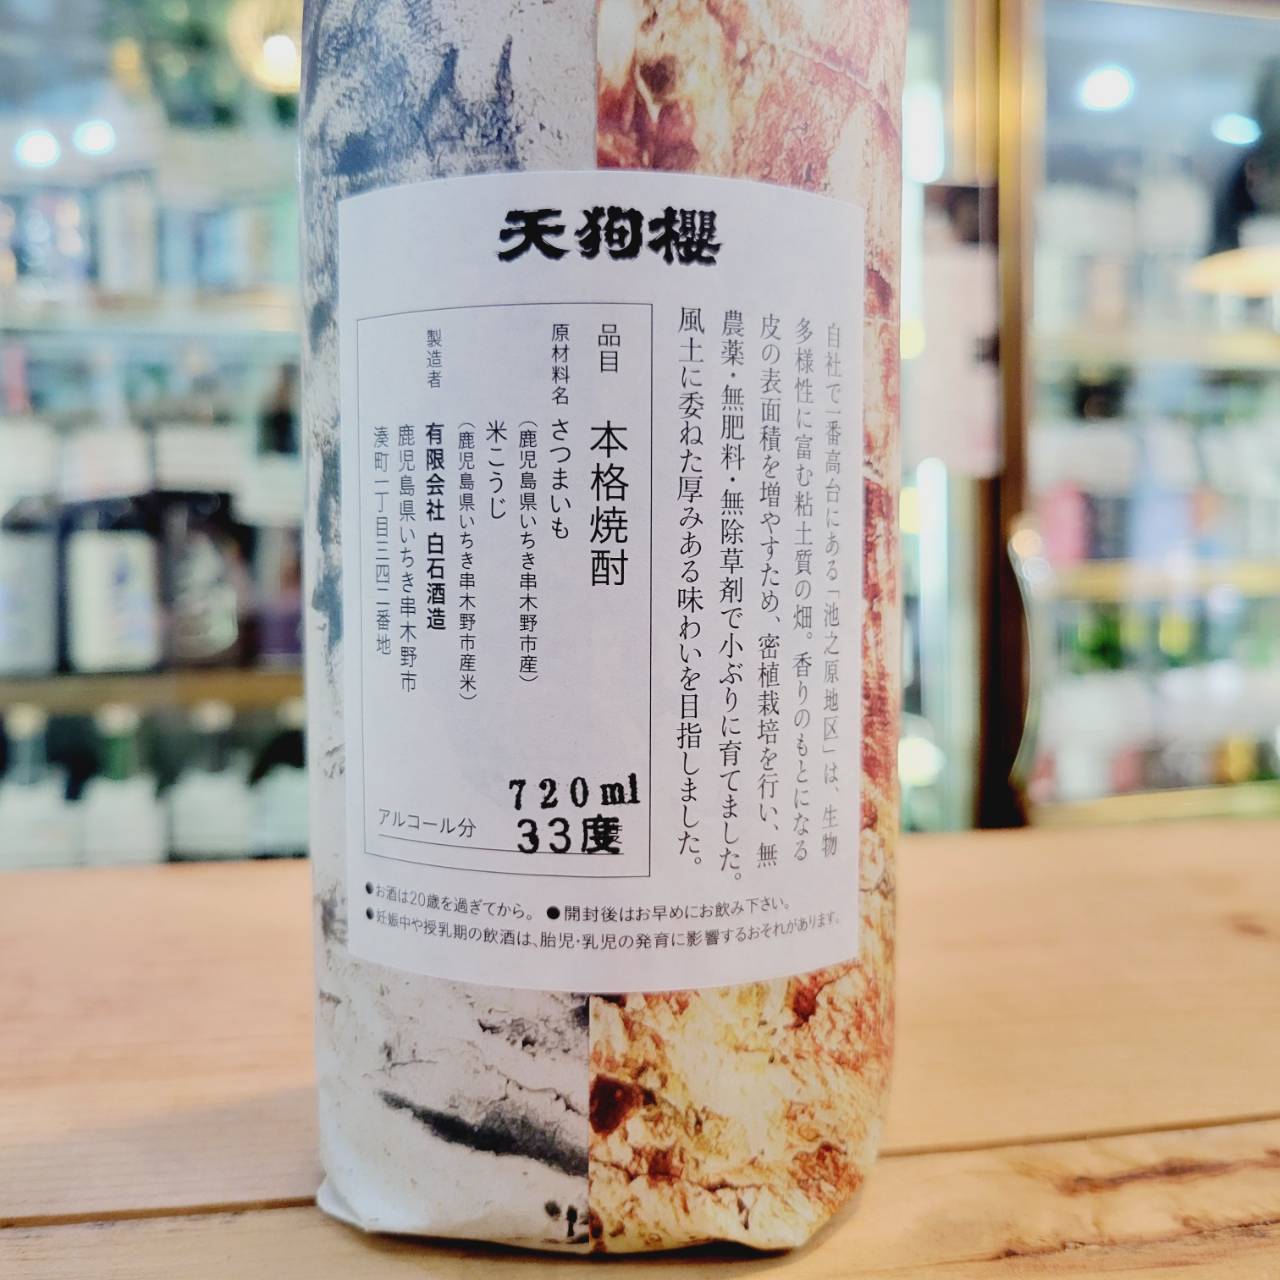 天狗櫻
自社で一番高台にある「池之原地区」は、生物
多様性に富む粘土質の畑。香りのもとになる
皮の表面積を増やすため、密植栽培を行い、無
農薬・無肥料・無除草剤で小ぶりに育てました。
風土に委ねた厚みある味わいを目指しました。
品目 本格焼酎
原材料名 さつまいも
（鹿児島県いちき串木野市産）
米こうじ
（鹿児島県いちき串木野市産米）
製造者 有限会社 白石酒造
鹿児島県いちき串木野市
湊町一丁目三四二番地
720ml
アルコール分 33度
●お酒は20歳を過ぎてから。 ●開封後はお早めにお飲み下さい。
●妊娠中や授乳期の飲酒は、胎児・乳児の発育に影響するおそれがあります。